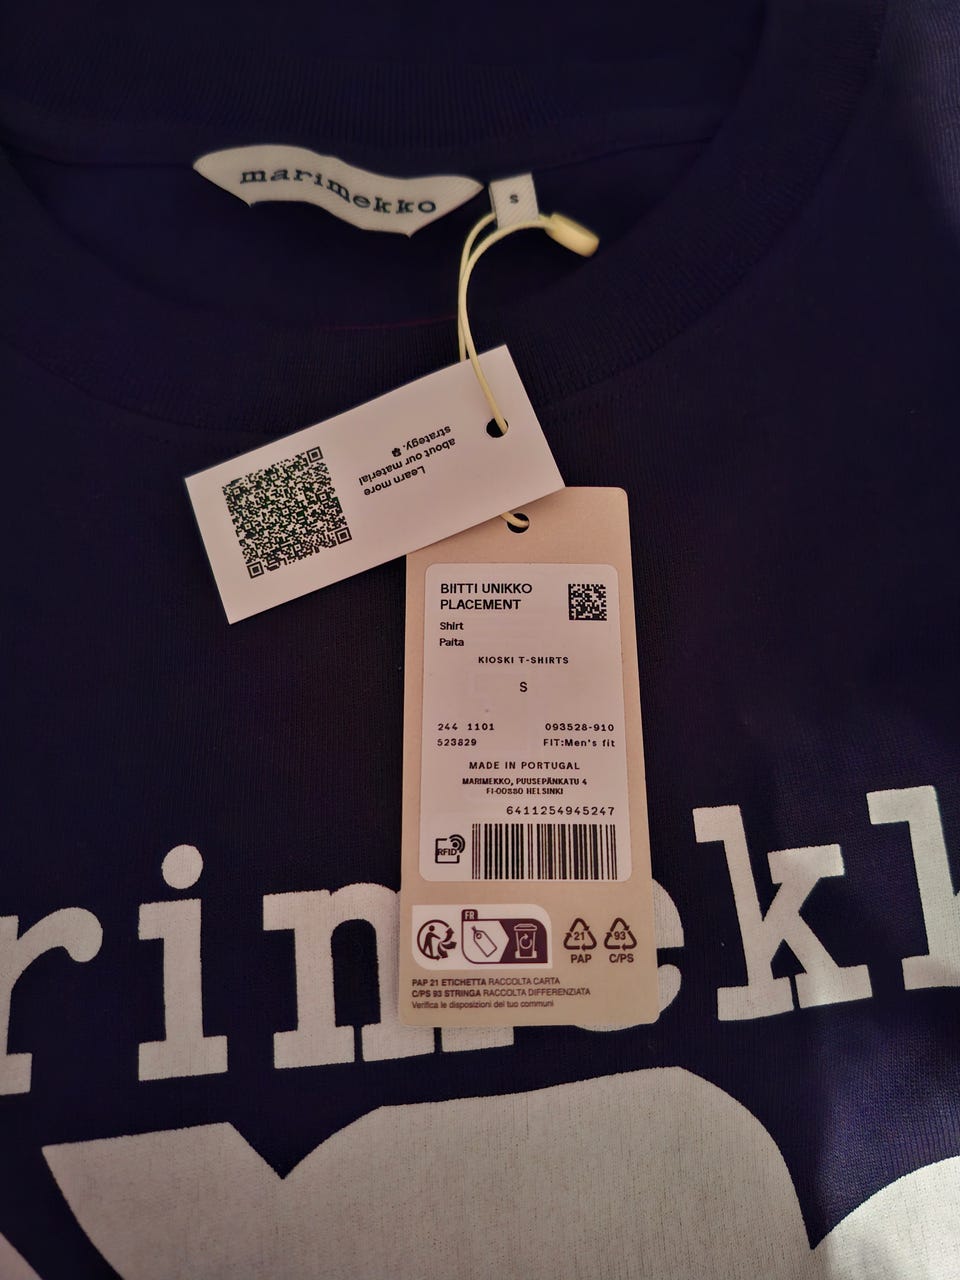 marimekko
S
Learn more
about our material
strategy.
BIITTI UNIKKO
PLACEMENT
Shirt
Paita
KIOSKI T-SHIRTS
S
244 1101 093528-910
523829 FIT:Men's fit
MADE IN PORTUGAL
MARIMEKKO, PUUSEPÄNKATU 4
FI-00880 HELSINKI
6411254945247
RFID
FR
21 93
PAP C/PS
PAP 21 ETICHETTA RACCOLTA CARTA
C/PS 93 STRINGA RACCOLTA DIFFERENZIATA
Verifica le disposizioni del tuo comuni
rimekk